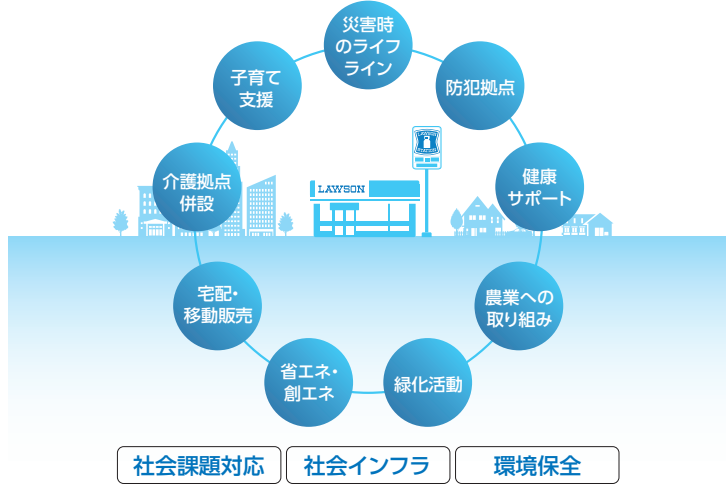 災害時
のライフ
ライン
防犯拠点
健康
サポート
農業への
取り組み
緑化活動
省エネ・
創エネ
宅配・
移動販売
介護拠点
併設
子育て
支援
LAWSON
LAWSON
STATION
社会課題対応
社会インフラ
環境保全